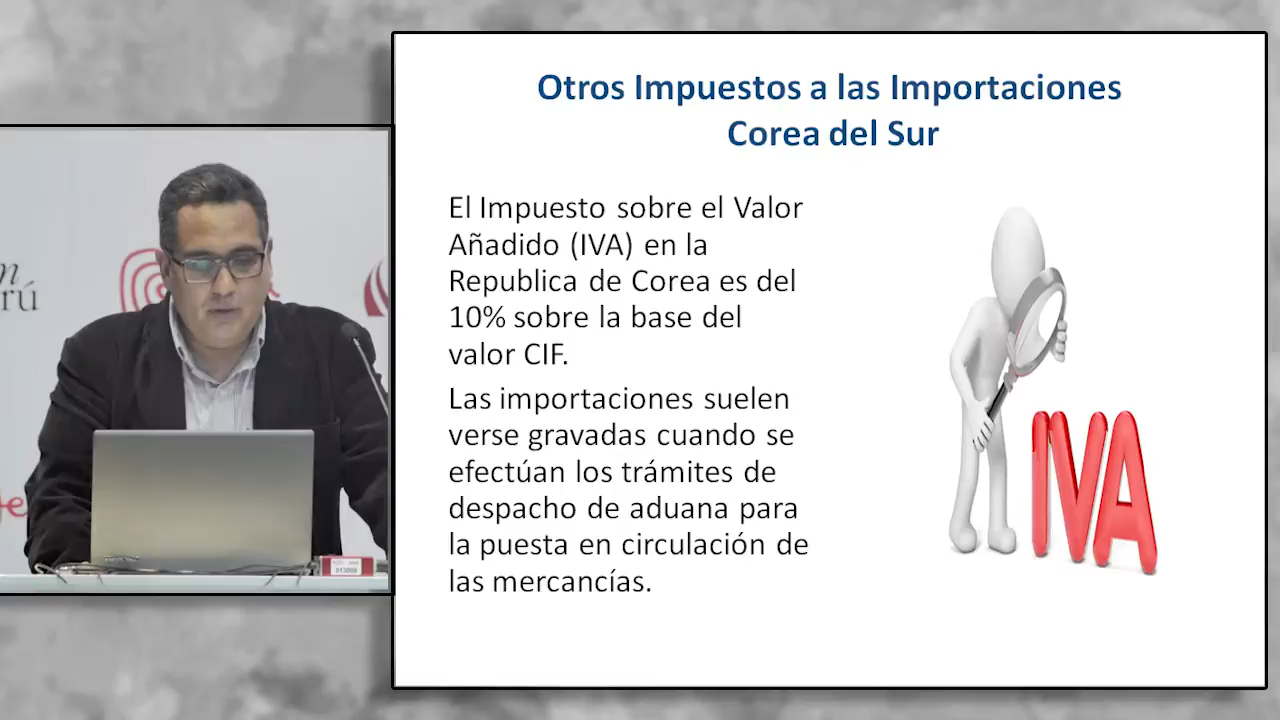 Otros Impuestos a las Importaciones
Corea del Sur
El Impuesto sobre el Valor
Añadido (IVA) en la
Republica de Corea es del
10% sobre la base del
valor CIF.
Las importaciones suelen
verse gravadas cuando se
efectúan los trámites de
despacho de aduana para
la puesta en circulación de
las mercancías.
IVA